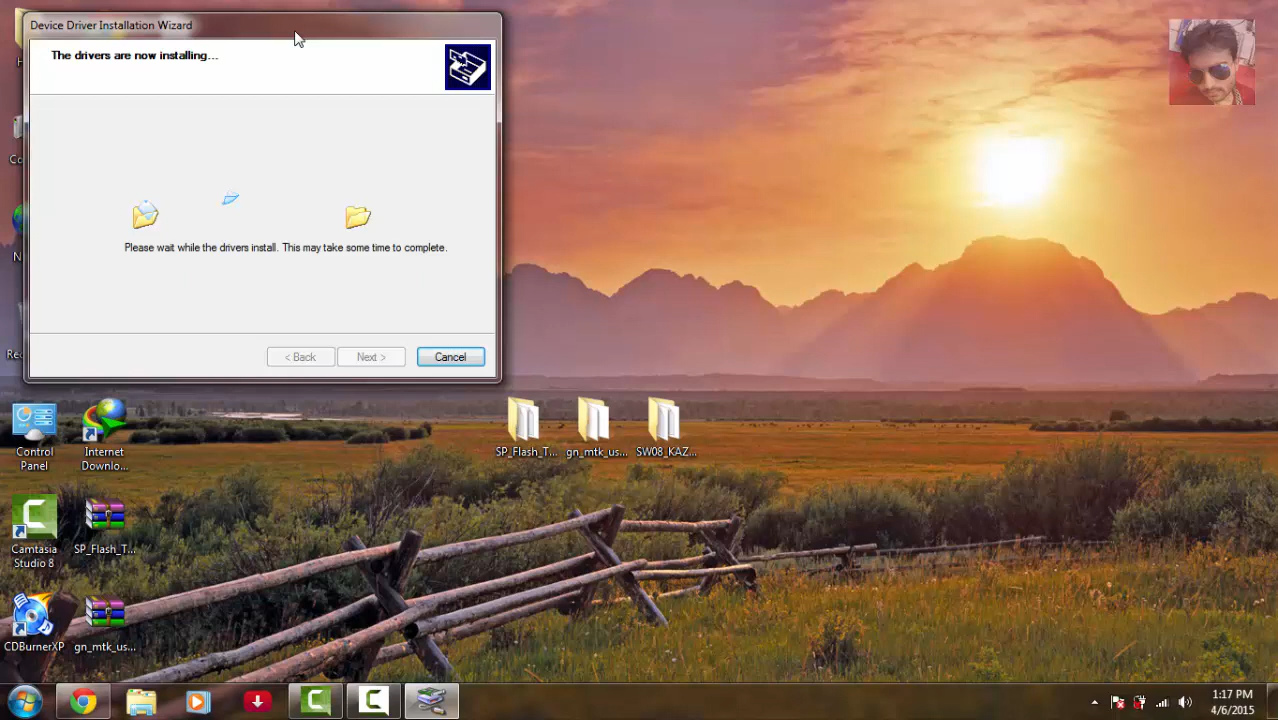 Device Driver Installation Wizard
The drivers are now installing...
Please wait while the drivers install. This may take some time to complete.
< Back
Next >
Cancel
SP_Flash_T...
gn_mtk_us...
SW08_KAZ...
Control
Panel
Internet
Downlo...
Camtasia
Studio 8
SP_Flash_T...
CDBurnerXP
gn_mtk_us...
1:17 PM
4/6/2015